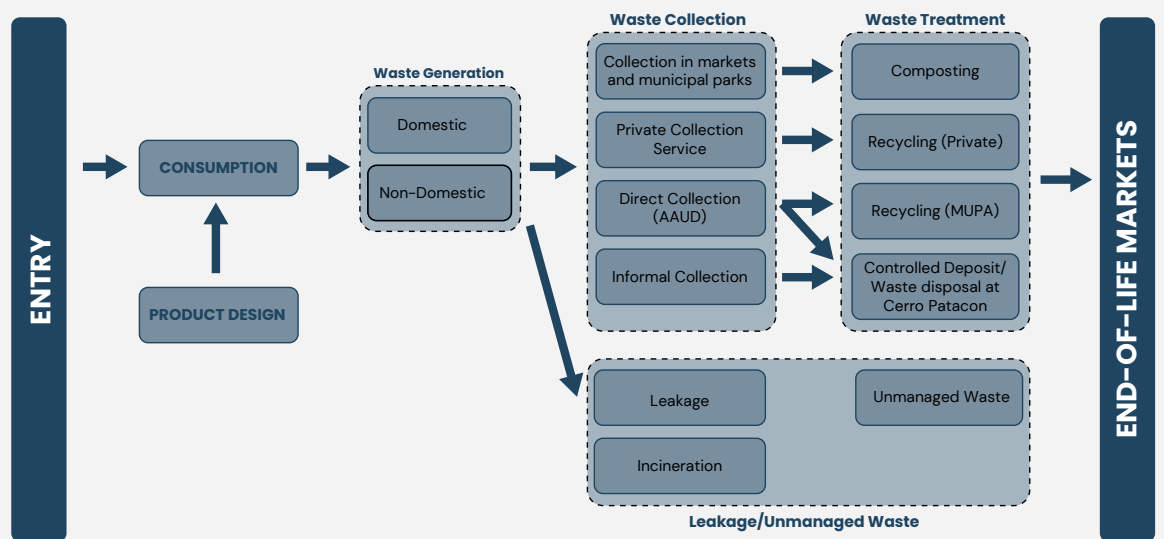 ENTRY
CONSUMPTION
PRODUCT DESIGN
Waste Generation
Domestic
Non-Domestic
Waste Collection
Collection in markets
and municipal parks
Private Collection
Service
Direct Collection
(AAUD)
Informal Collection
Waste Treatment
Composting
Recycling (Private)
Recycling (MUPA)
Controlled Deposit/
Waste disposal at
Cerro Patacon
Leakage
Incineration
Unmanaged Waste
Leakage/Unmanaged Waste
END-OF-LIFE MARKETS